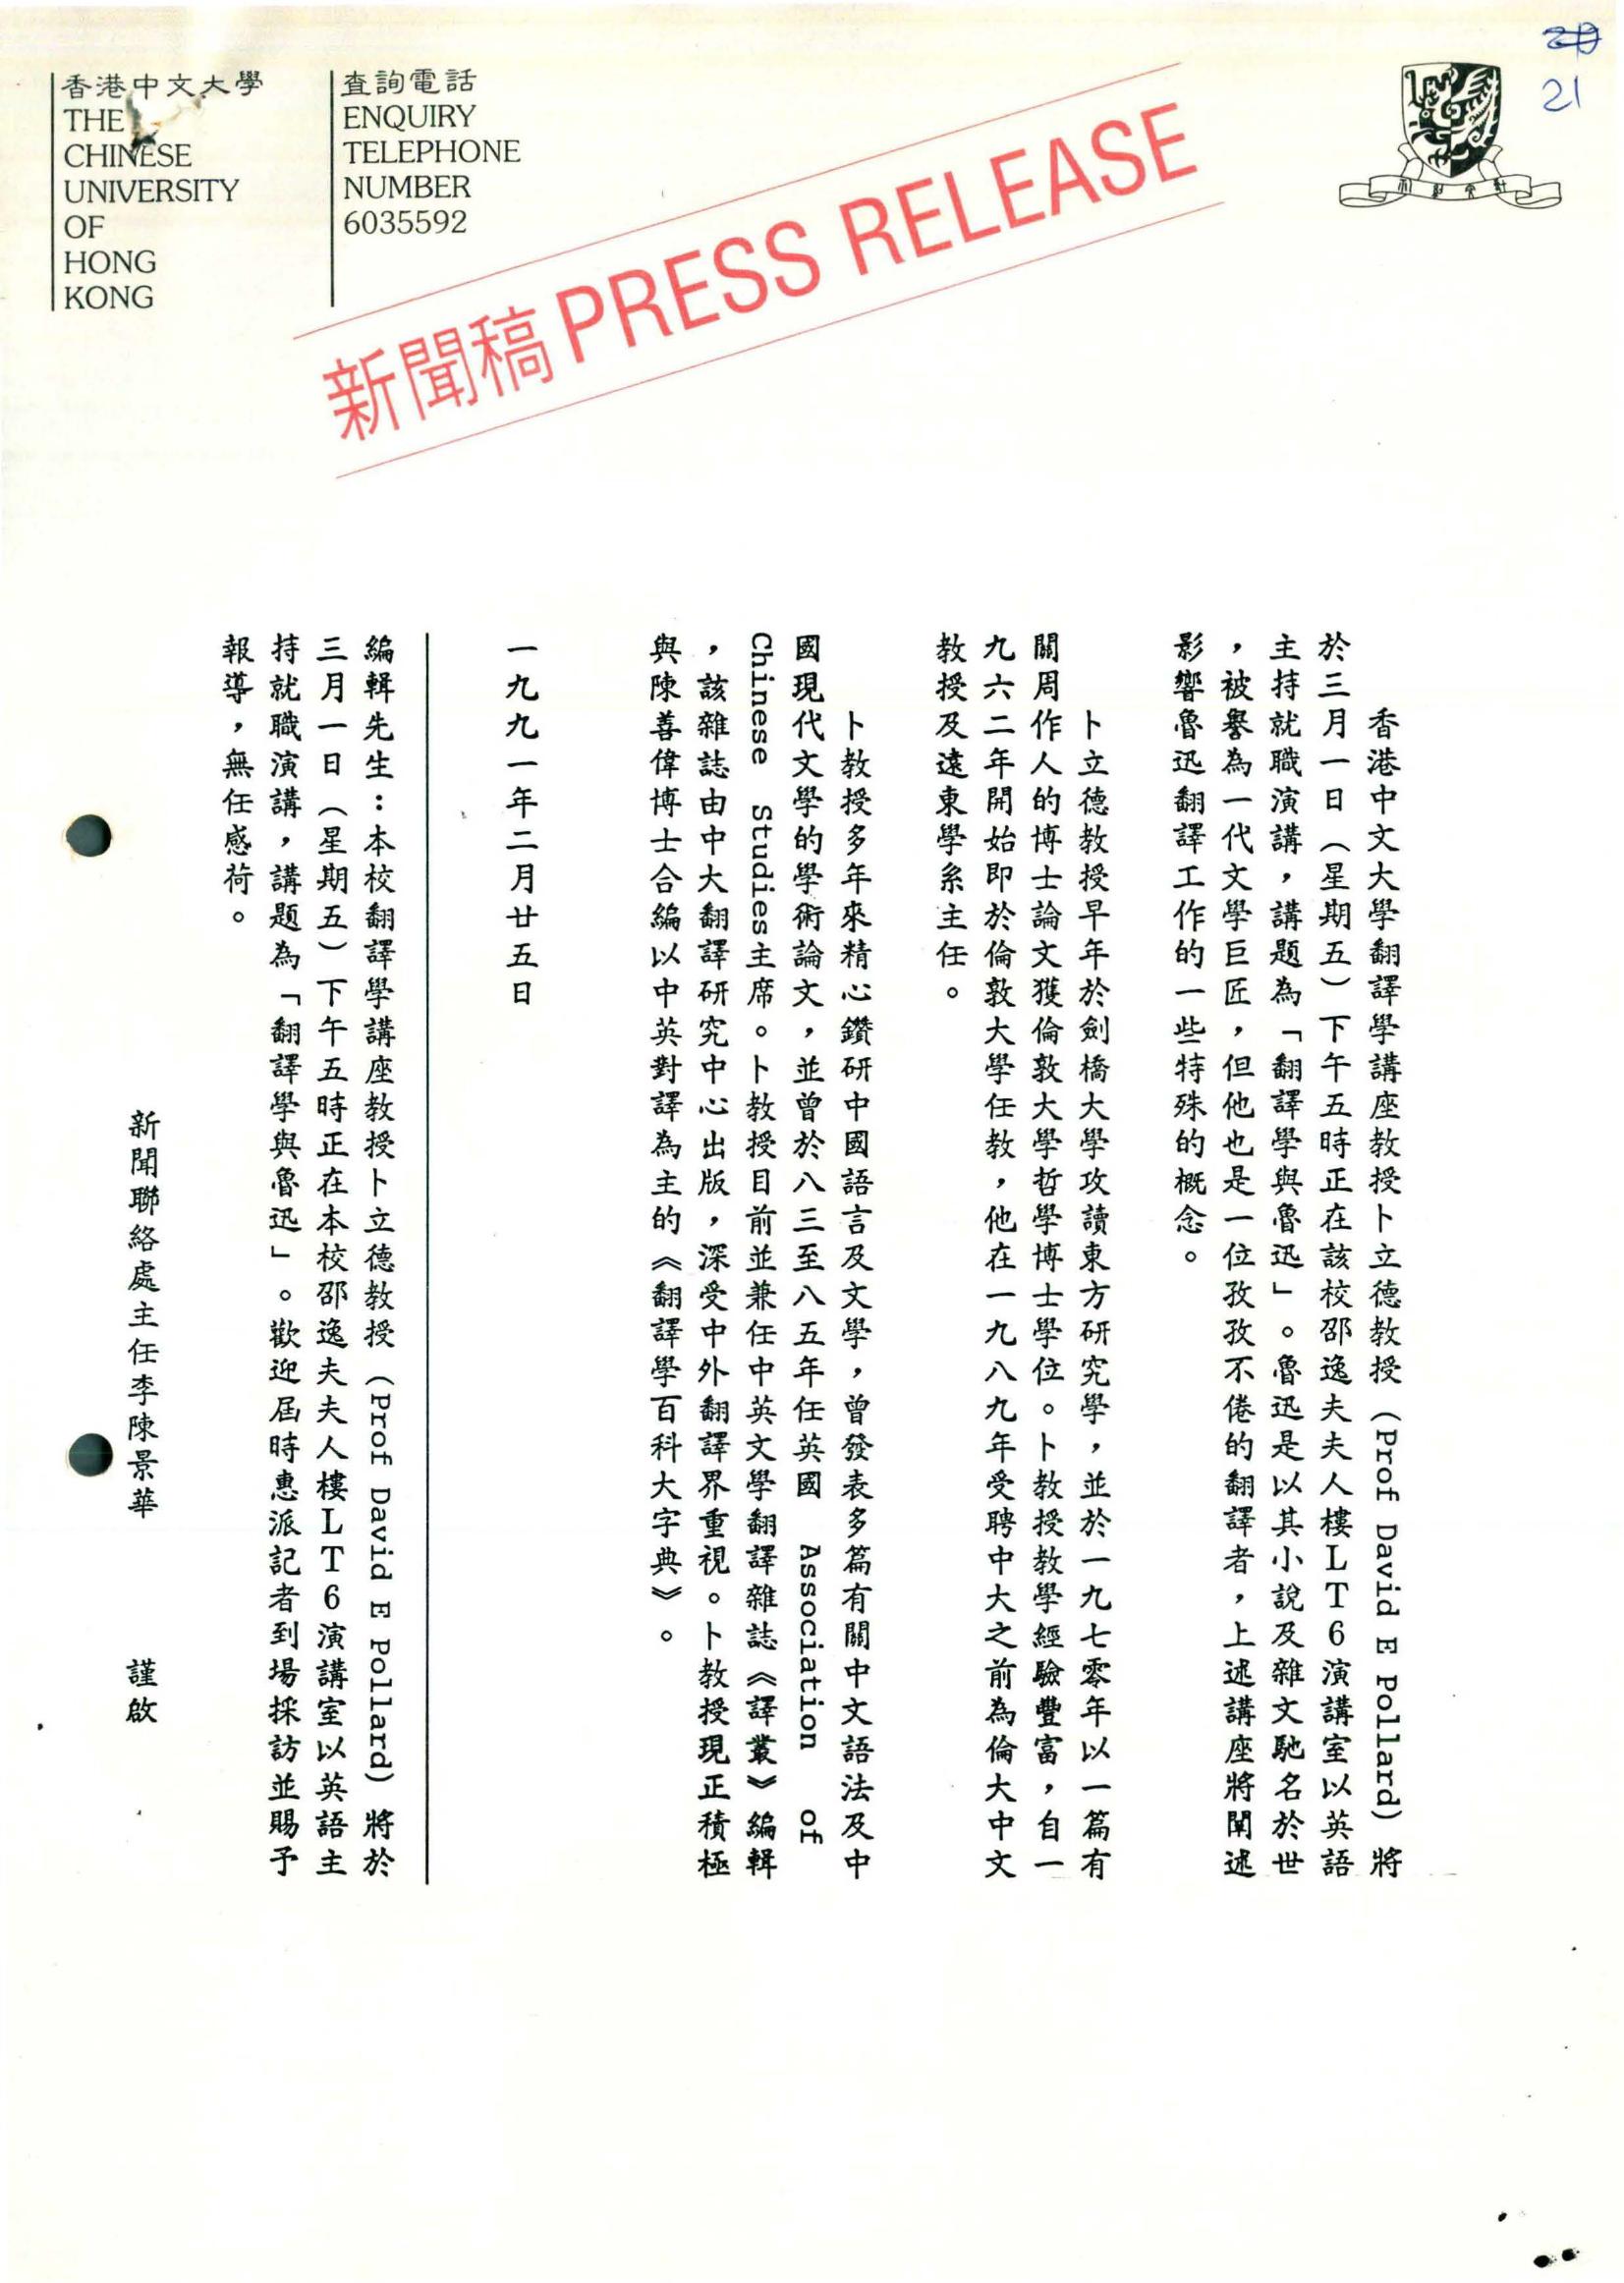 20
21
香港中文大學
THE
CHINESE
UNIVERSITY
OF
HONG
KONG
查詢電話
ENQUIRY
TELEPHONE
NUMBER
6035592
新聞稿 PRESS RELEASE
香港中文大學翻譯學講座教授卜立德教授（Prof David E Pollard）將
於三月一日（星期五）下午五時正在該校邵逸夫夫人樓LT6演講室以英語
主持就職演講，講題為「翻譯學與魯迅」。魯迅是以其小說及雜文馳名於世
，被譽為一代文學巨匠，但他也是一位孜孜不倦的翻譯者，上述講座將闡述
影響魯迅翻譯工作的一些特殊的概念。
卜立德教授早年於劍橋大學攻讀東方研究學，並於一九七零年以一篇有
關周作人的博士論文獲倫敦大學哲學博士學位。卜教授教學經驗豐富，自一
九六二年開始即於倫敦大學任教，他在一九八九年受聘中大之前為倫大中文
教授及遠東學系主任。
卜教授多年來精心鑽研中國語言及文學，曾發表多篇有關中文語法及中
國現代文學的學術論文，並曾於八三至八五年任英國 Association of
Chinese Studies主席。卜教授目前並兼任中英文學翻譯雜誌《譯叢》編輯
，該雜誌由中大翻譯研究中心出版，深受中外翻譯界重視。卜教授現正積極
與陳善偉博士合編以中英對譯為主的《翻譯學百科大字典》。
一九九一年二月廿五日
編輯先生：本校翻譯學講座教授卜立德教授（Prof David E Pollard）將於
三月一日（星期五）下午五時正在本校邵逸夫夫人樓LT6演講室以英語主
持就職演講，講題為「翻譯學與魯迅」。歡迎屆時惠派記者到場採訪並賜予
報導，無任感荷。
新聞聯絡處主任李陳景華 謹啟